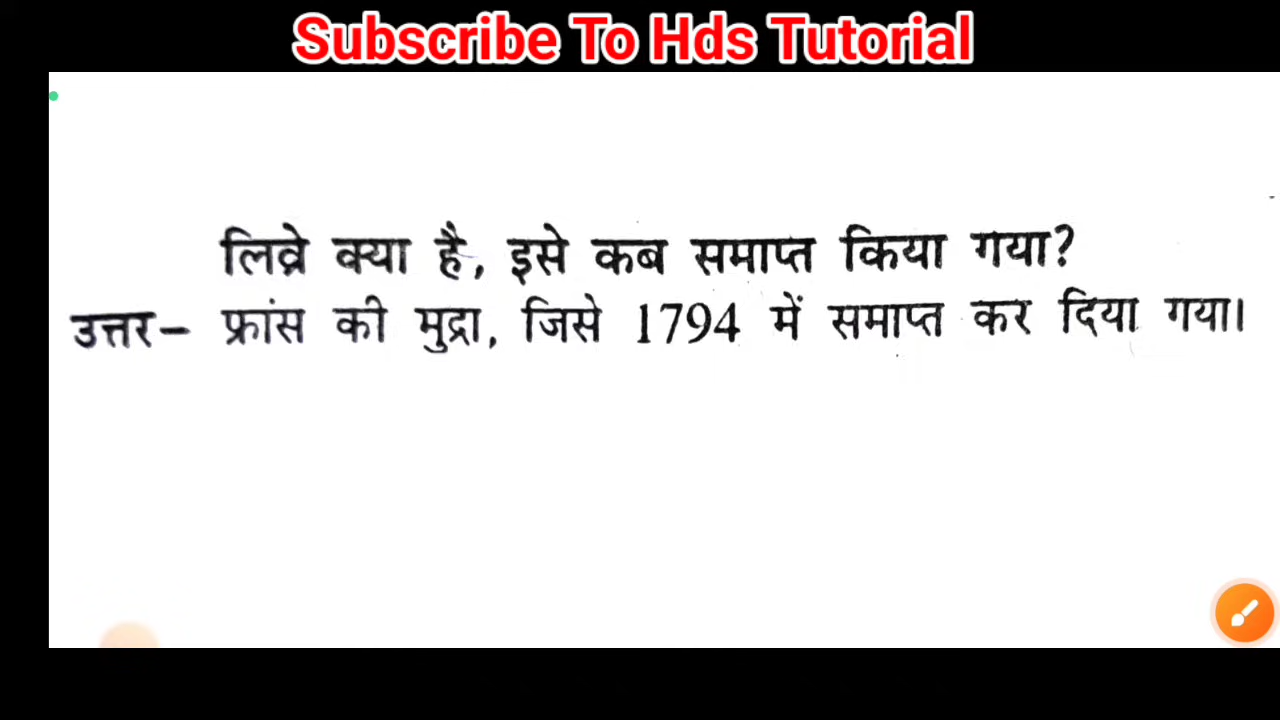 Subscribe To Hds Tutorial
लिव्रे क्या है, इसे कब समाप्त किया गया?
उत्तर– फ्रांस की मुद्रा, जिसे 1794 में समाप्त कर दिया गया।